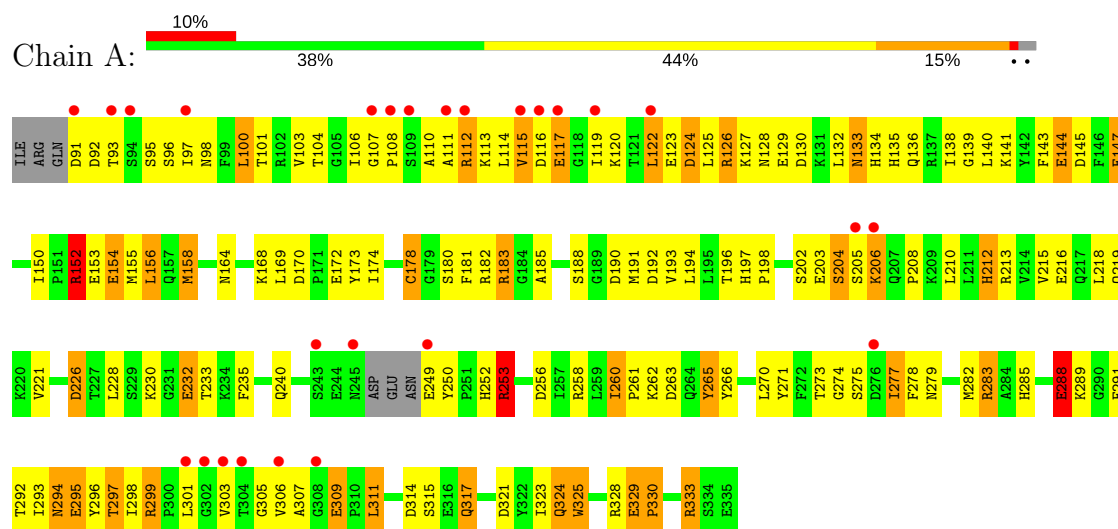 10%
Chain A:
38% 44% 15% • •
ILE ARG GLN D91 D92 T93 S94 S95 S96 I97 N98 F99 L100 T101 R102 V103 T104 G105 I106 G107 P108 S109 A110 A111 R112 K113 L114 V115 D116 E117 G118 I119 K120 T121 L122 E123 D124 L125 R126 K127 N128 E129 D130 K131 L132 N133 H134 H135 Q136 R137 I138 G139 L140 K141 Y142 F143 E144 D145 F146 E147
I150 P151 R152 E153 E154 M155 L156 Q157 M158 N164 K168 L169 D170 P171 E172 Y173 I174 C178 G179 S180 F181 R182 R183 G184 A185 S188 G189 D190 M191 D192 V193 L194 L195 T196 H197 P198 S202 E203 S204 S205 K206 Q207 P208 K209 L210 L211 H212 R213 V214 V215 E216 Q217 L218 Q219
K220 V221 D226 T227 L228 S229 K230 G231 E232 T233 K234 F235 Q240 S243 E244 N245 ASP GLU ASN E249 Y250 P251 H252 R253 D256 I257 R258 L259 I260 P261 K262 D263 Q264 Y265 Y266 L270 Y271 F272 T273 G274 S275 D276 I277 F278 N279 M282 R283 A284 H285 E288 K289 G290 F291
T292 I293 N294 E295 Y296 T297 I298 R299 P300 L301 G302 V303 T304 G305 V306 A307 G308 E309 P310 L311 D314 S315 E316 Q317 D321 Y322 I323 Q324 W325 R328 E329 P330 R333 S334 E335